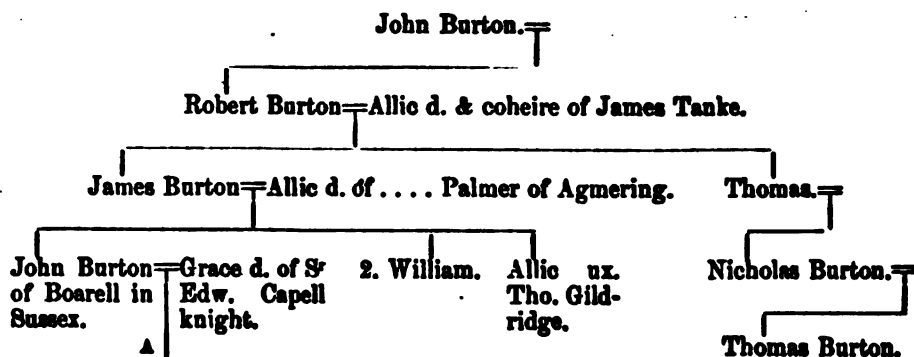 John Burton.
Robert Burton Allic d. & coheire of James Tanke.
James Burton Allic d. of .... Palmer of Agmering. Thomas.
John Burton of Boarell in Sussex.
Grace d. of Sr Edw. Capell knight.
2. William.
Allic ux. Tho. Gild-ridge.
Nicholas Burton.
A
Thomas Burton.